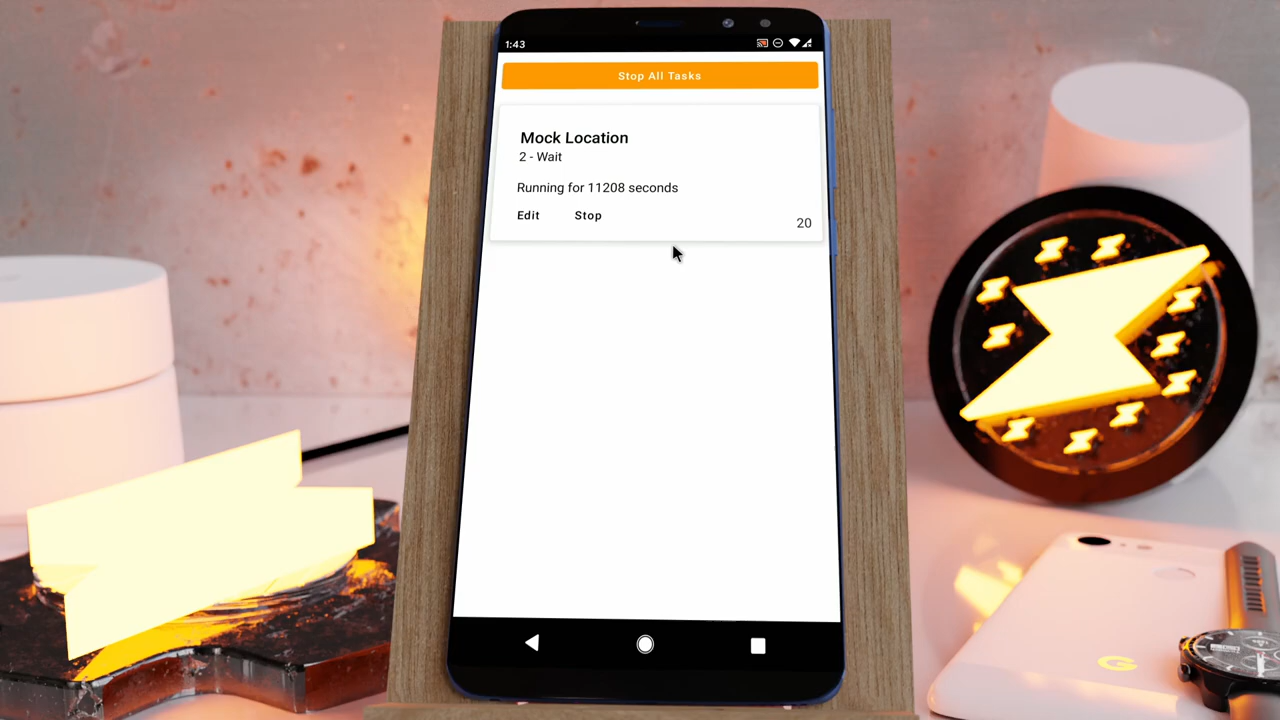 1:43
Stop All Tasks
Mock Location
2 - Wait
Running for 11208 seconds
Edit Stop
20